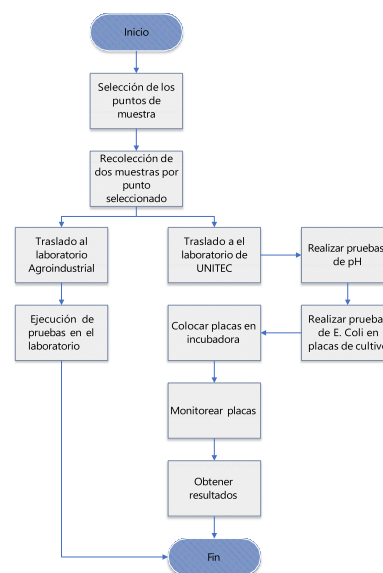 Inicio
Selección de los
puntos de
muestra
Recolección de
dos muestras por
punto
seleccionado
Traslado al
laboratorio
Agroindustrial
Traslado a el
laboratorio de
UNITEC
Realizar pruebas
de pH
Ejecución de
pruebas en el
laboratorio
Colocar placas en
incubadora
Realizar prueba
de E. Coli en
placas de cultivo
Monitorear placas
Obtener
resultados
Fin